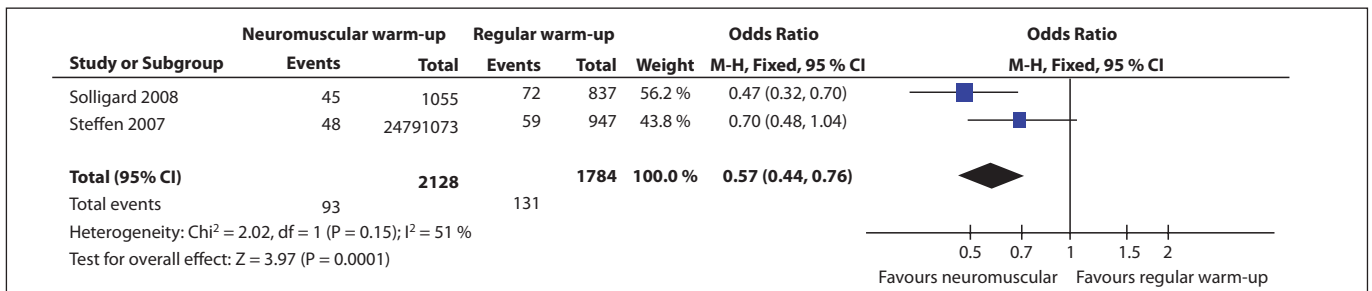 Neuromuscular warm-up Regular warm-up Odds Ratio Odds Ratio
Study or Subgroup Events Total Events Total Weight M-H, Fixed, 95 % CI M-H, Fixed, 95 % CI
Solligard 2008 45 1055 72 837 56.2 % 0.47 (0.32, 0.70)
Steffen 2007 48 24791073 59 947 43.8 % 0.70 (0.48, 1.04)
Total (95% CI) 2128 1784 100.0 % 0.57 (0.44, 0.76)
Total events 93 131
Heterogeneity: Chi² = 2.02, df = 1 (P = 0.15); I² = 51 %
Test for overall effect: Z = 3.97 (P = 0.0001)
0.5 0.7 1 1.5 2
Favours neuromuscular Favours regular warm-up